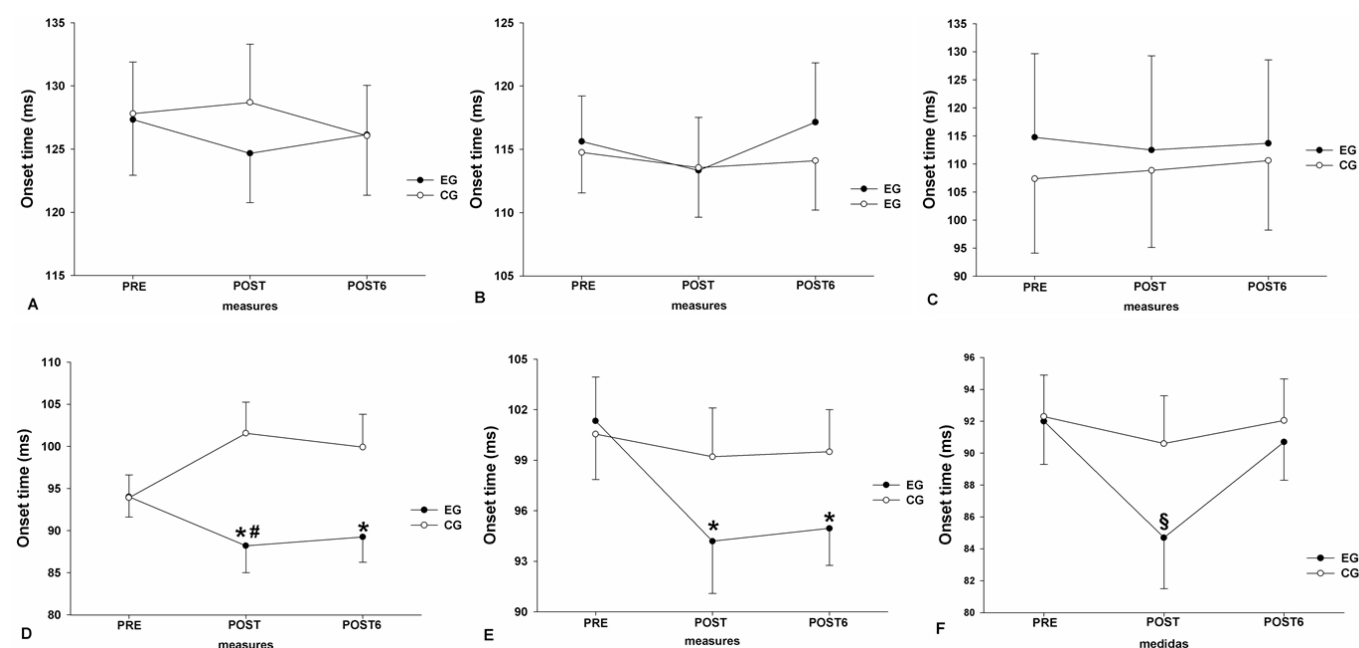 135
130
125
120
115
Onset time (ms)
PRE
POST
POST6
measures
A
EG
CG
125
120
115
110
105
Onset time (ms)
PRE
POST
POST6
measures
B
EG
EG
135
130
125
120
115
110
105
100
95
90
Onset time (ms)
PRE
POST
POST6
measures
C
EG
CG
110
105
100
95
90
85
80
Onset time (ms)
*#
*
PRE
POST
POST6
measures
D
EG
CG
105
102
99
96
93
90
Onset time (ms)
*
*
PRE
POST
POST6
measures
E
EG
CG
96
94
92
90
88
86
84
82
80
Onset time (ms)
§
PRE
POST
POST6
medidas
F
EG
CG